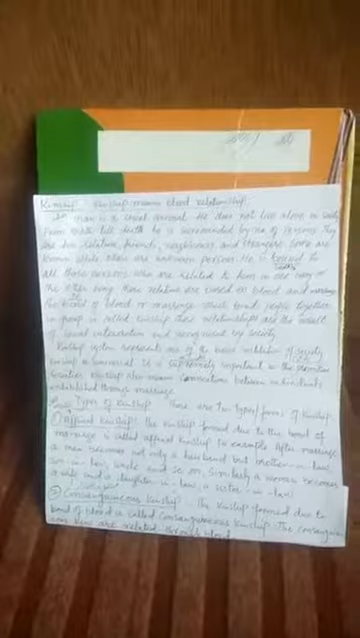 Kinship Kinship means blood relationship.
man is a social animal. He does not live alone in society
From birth till death he is surrounded by no of persons. They
are his relative, friends, neighbours and strangers. Some are
known while others are unknown persons. He is bound to
all those persons who are related to him in one way or
the other being these relative are based on blood and marriage
The bond of blood or marriage which bond people together
in group is called kinship these relationships are the result
of social interaction and recognized by society
Kinship system represents one of the basic institution of society
kinship is universal. It is supremely important in the primitive
societies kinship also means Connections between individuals
established through marriage.
Types of Kinship There are two types/forms of kinship.
① Affinal Kinship: the kinship formed due to the bond of
marriage is called affinal kinship for example After marriage
a man becomes not only a husband but brother-in-law,
son-in-law, uncle and so on, Similarly a woman becomes
a wife and a daughter-in-law, a sister-in-law.
② Consanguineous Kinship The kinship formed due to
bond of blood is called Consanguineous kinship. The consanguin
eous kins are related through blood